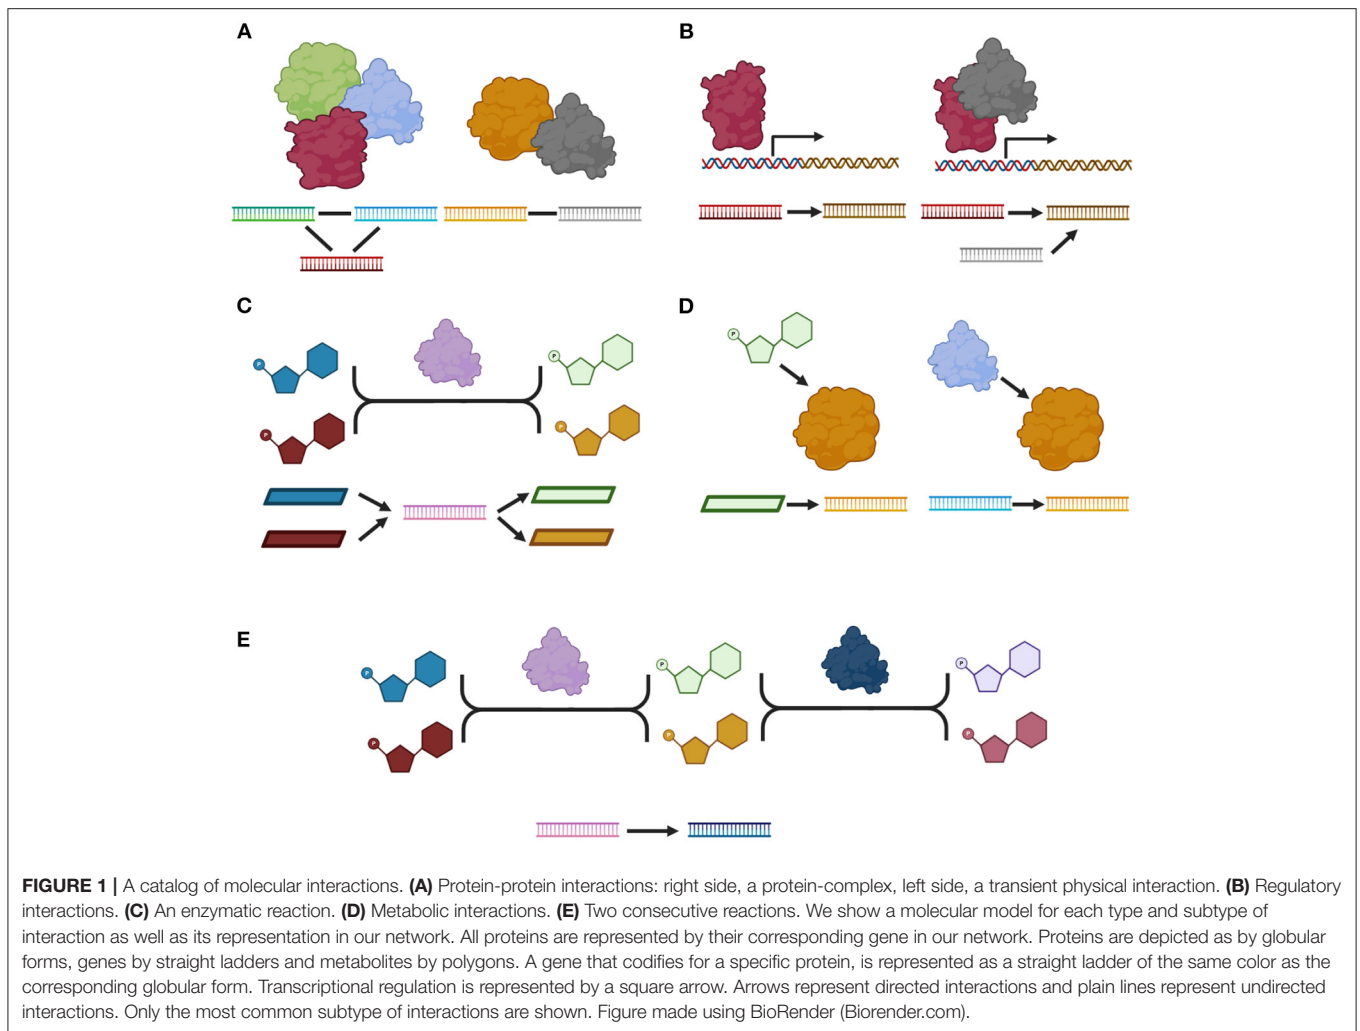 A
B
C
D
E
P
P
P
P
P
P
P
P
P
P
P
FIGURE 1 | A catalog of molecular interactions. (A) Protein-protein interactions: right side, a protein-complex, left side, a transient physical interaction. (B) Regulatory
interactions. (C) An enzymatic reaction. (D) Metabolic interactions. (E) Two consecutive reactions. We show a molecular model for each type and subtype of
interaction as well as its representation in our network. All proteins are represented by their corresponding gene in our network. Proteins are depicted as by globular
forms, genes by straight ladders and metabolites by polygons. A gene that codifies for a specific protein, is represented as a straight ladder of the same color as the
corresponding globular form. Transcriptional regulation is represented by a square arrow. Arrows represent directed interactions and plain lines represent undirected
interactions. Only the most common subtype of interactions are shown. Figure made using BioRender (Biorender.com).